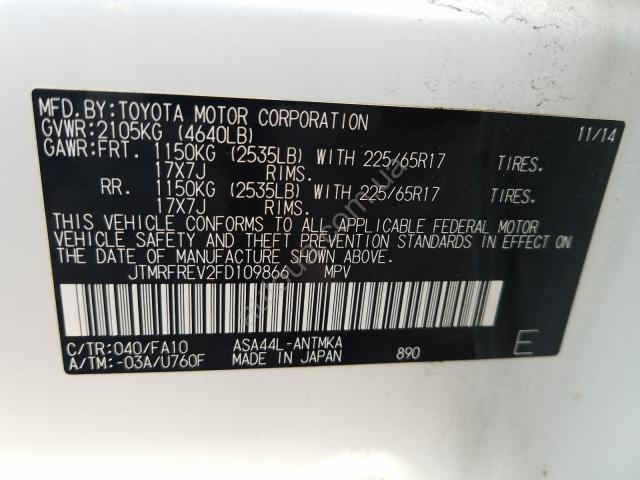 MFD.BY:TOYOTA MOTOR CORPORATION 11/14
GVWR:2105KG (4640LB)
GAWR:FRT. 1150KG (2535LB) WITH 225/65R17 TIRES.
17X7J RIMS.
RR. 1150KG (2535LB) WITH 225/65R17 TIRES.
17X7J RIMS.
THIS VEHICLE CONFORMS TO ALL APPLICABLE FEDERAL MOTOR
VEHICLE SAFETY AND THEFT PREVENTION STANDARDS IN EFFECT
ON THE DATE OF MANUFACTURE SHOWN ABOVE.
JTMRFREV2FD109866 MPV
C/TR:040/FA10 ASA44L-ANTMKA
A/TM:-03A/U760F MADE IN JAPAN 890 E